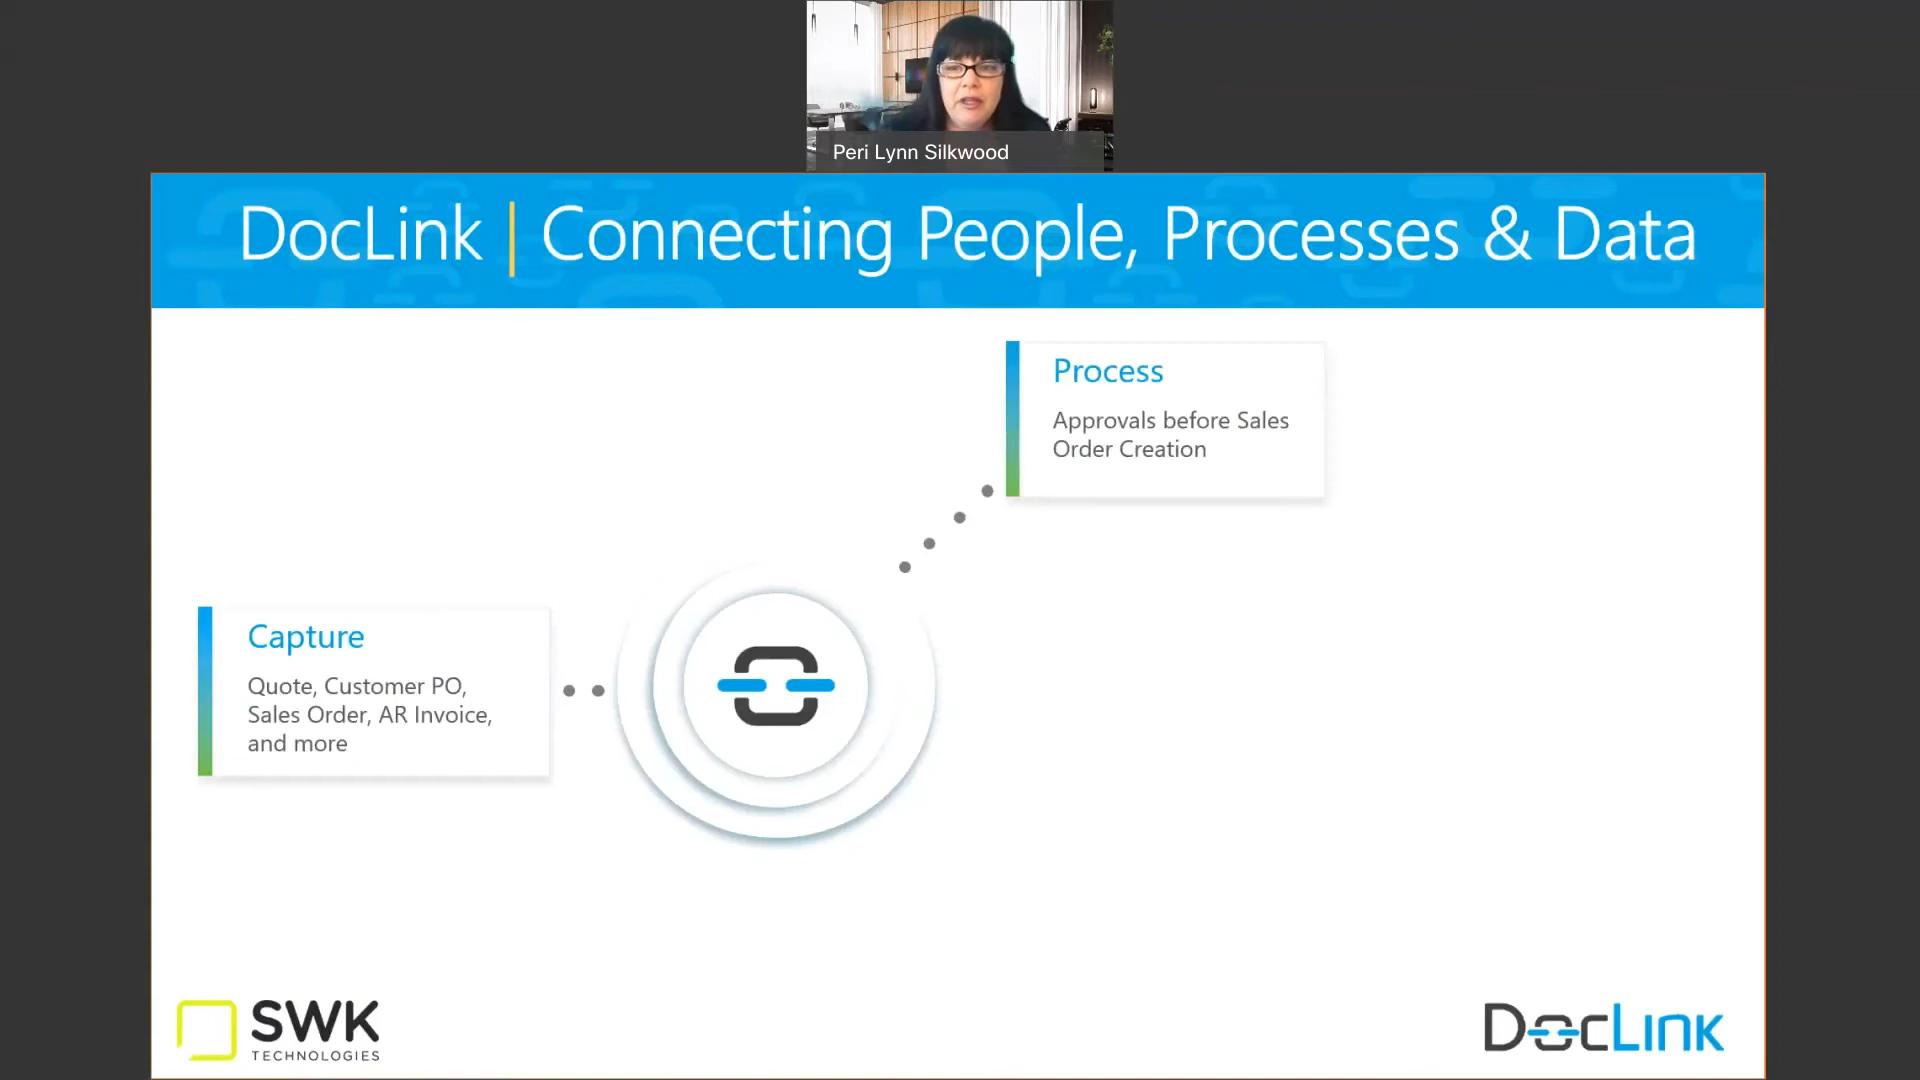 Peri Lynn Silkwood
DocLink | Connecting People, Processes & Data
Process
Approvals before Sales
Order Creation
Capture
Quote, Customer PO,
Sales Order, AR Invoice,
and more
SWK
TECHNOLOGIES
DocLink